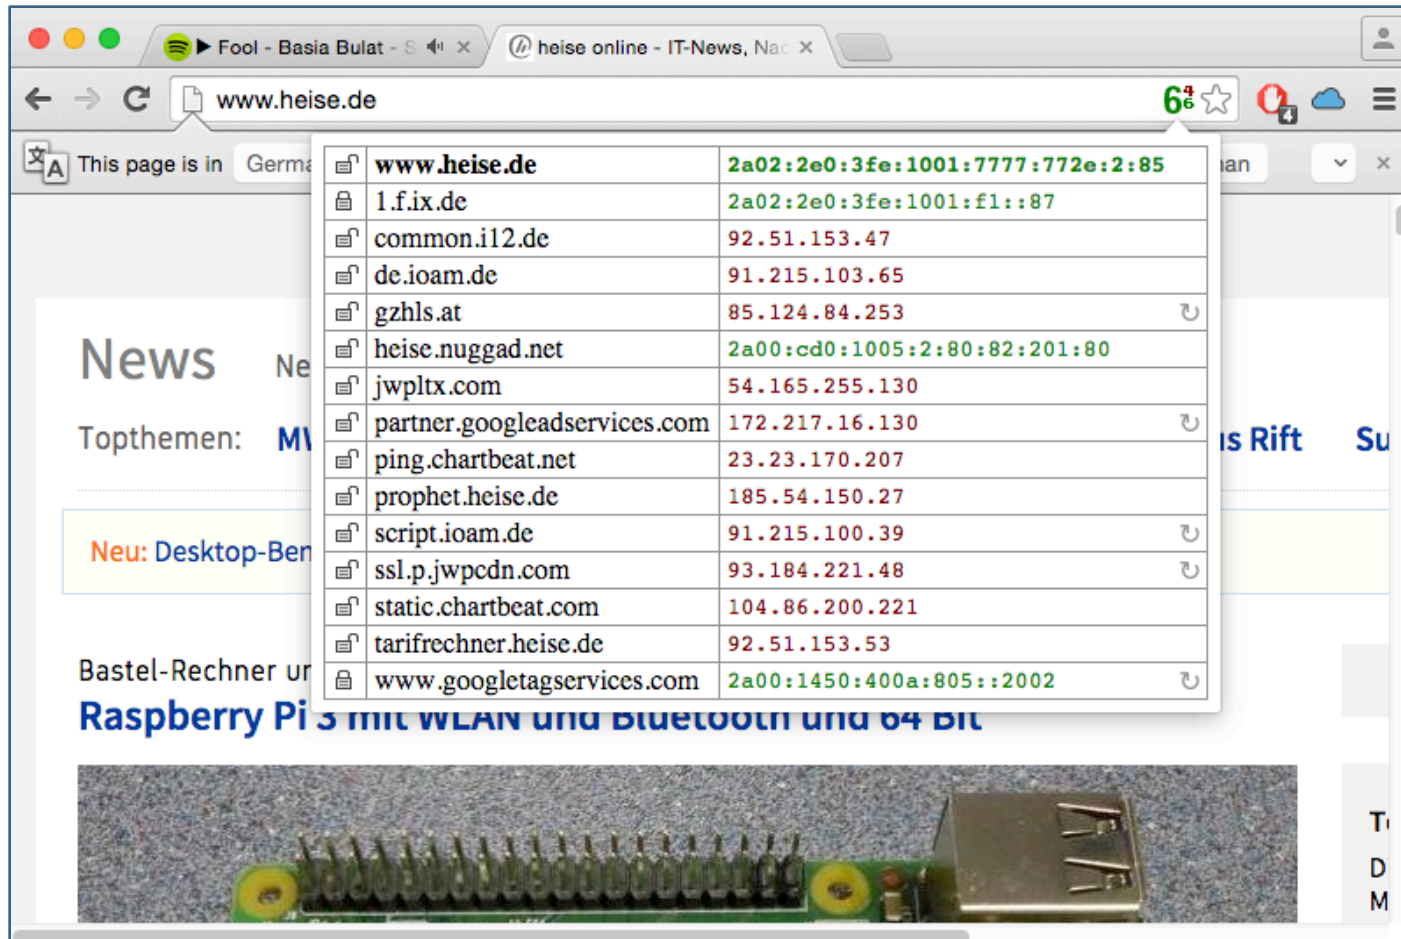 Fool - Basia Bulat - S
heise online - IT-News, Nac
www.heise.de
6 4 6
4
This page is in Germa
man
www.heise.de 2a02:2e0:3fe:1001:7777:772e:2:85
1.f.ix.de 2a02:2e0:3fe:1001:f1::87
common.i12.de 92.51.153.47
de.ioam.de 91.215.103.65
gzhls.at 85.124.84.253
heise.nuggad.net 2a00:cd0:1005:2:80:82:201:80
jwpltx.com 54.165.255.130
partner.googleadservices.com 172.217.16.130
ping.chartbeat.net 23.23.170.207
prophet.heise.de 185.54.150.27
script.ioam.de 91.215.100.39
ssl.p.jwpcdn.com 93.184.221.48
static.chartbeat.com 104.86.200.221
tarifrechner.heise.de 92.51.153.53
www.googletagservices.com 2a00:1450:400a:805::2002
News Ne
Topthemen: MW us Rift Su
Neu: Desktop-Ben
Bastel-Rechner un
Raspberry Pi 3 mit WLAN und Bluetooth und 64 Bit
D
M